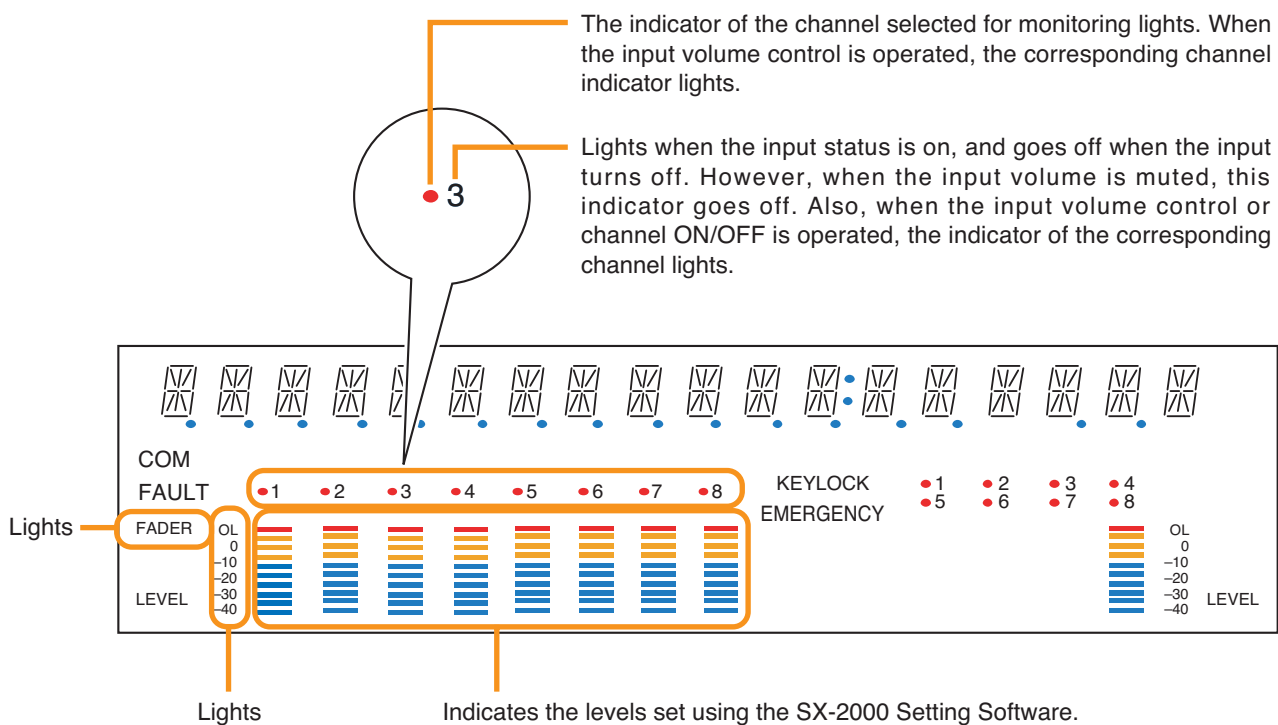 The indicator of the channel selected for monitoring lights. When
the input volume control is operated, the corresponding channel
indicator lights.
Lights when the input status is on, and goes off when the input
turns off. However, when the input volume is muted, this
indicator goes off. Also, when the input volume control or
channel ON/OFF is operated, the indicator of the corresponding
channel lights.
3
COM
FAULT
1 2 3 4 5 6 7 8
KEYLOCK
EMERGENCY
1 2 3 4
5 6 7 8
Lights
FADER
LEVEL
OL
0
–10
–20
–30
–40
OL
0
–10
–20
–30
–40
LEVEL
Lights
Indicates the levels set using the SX-2000 Setting Software.